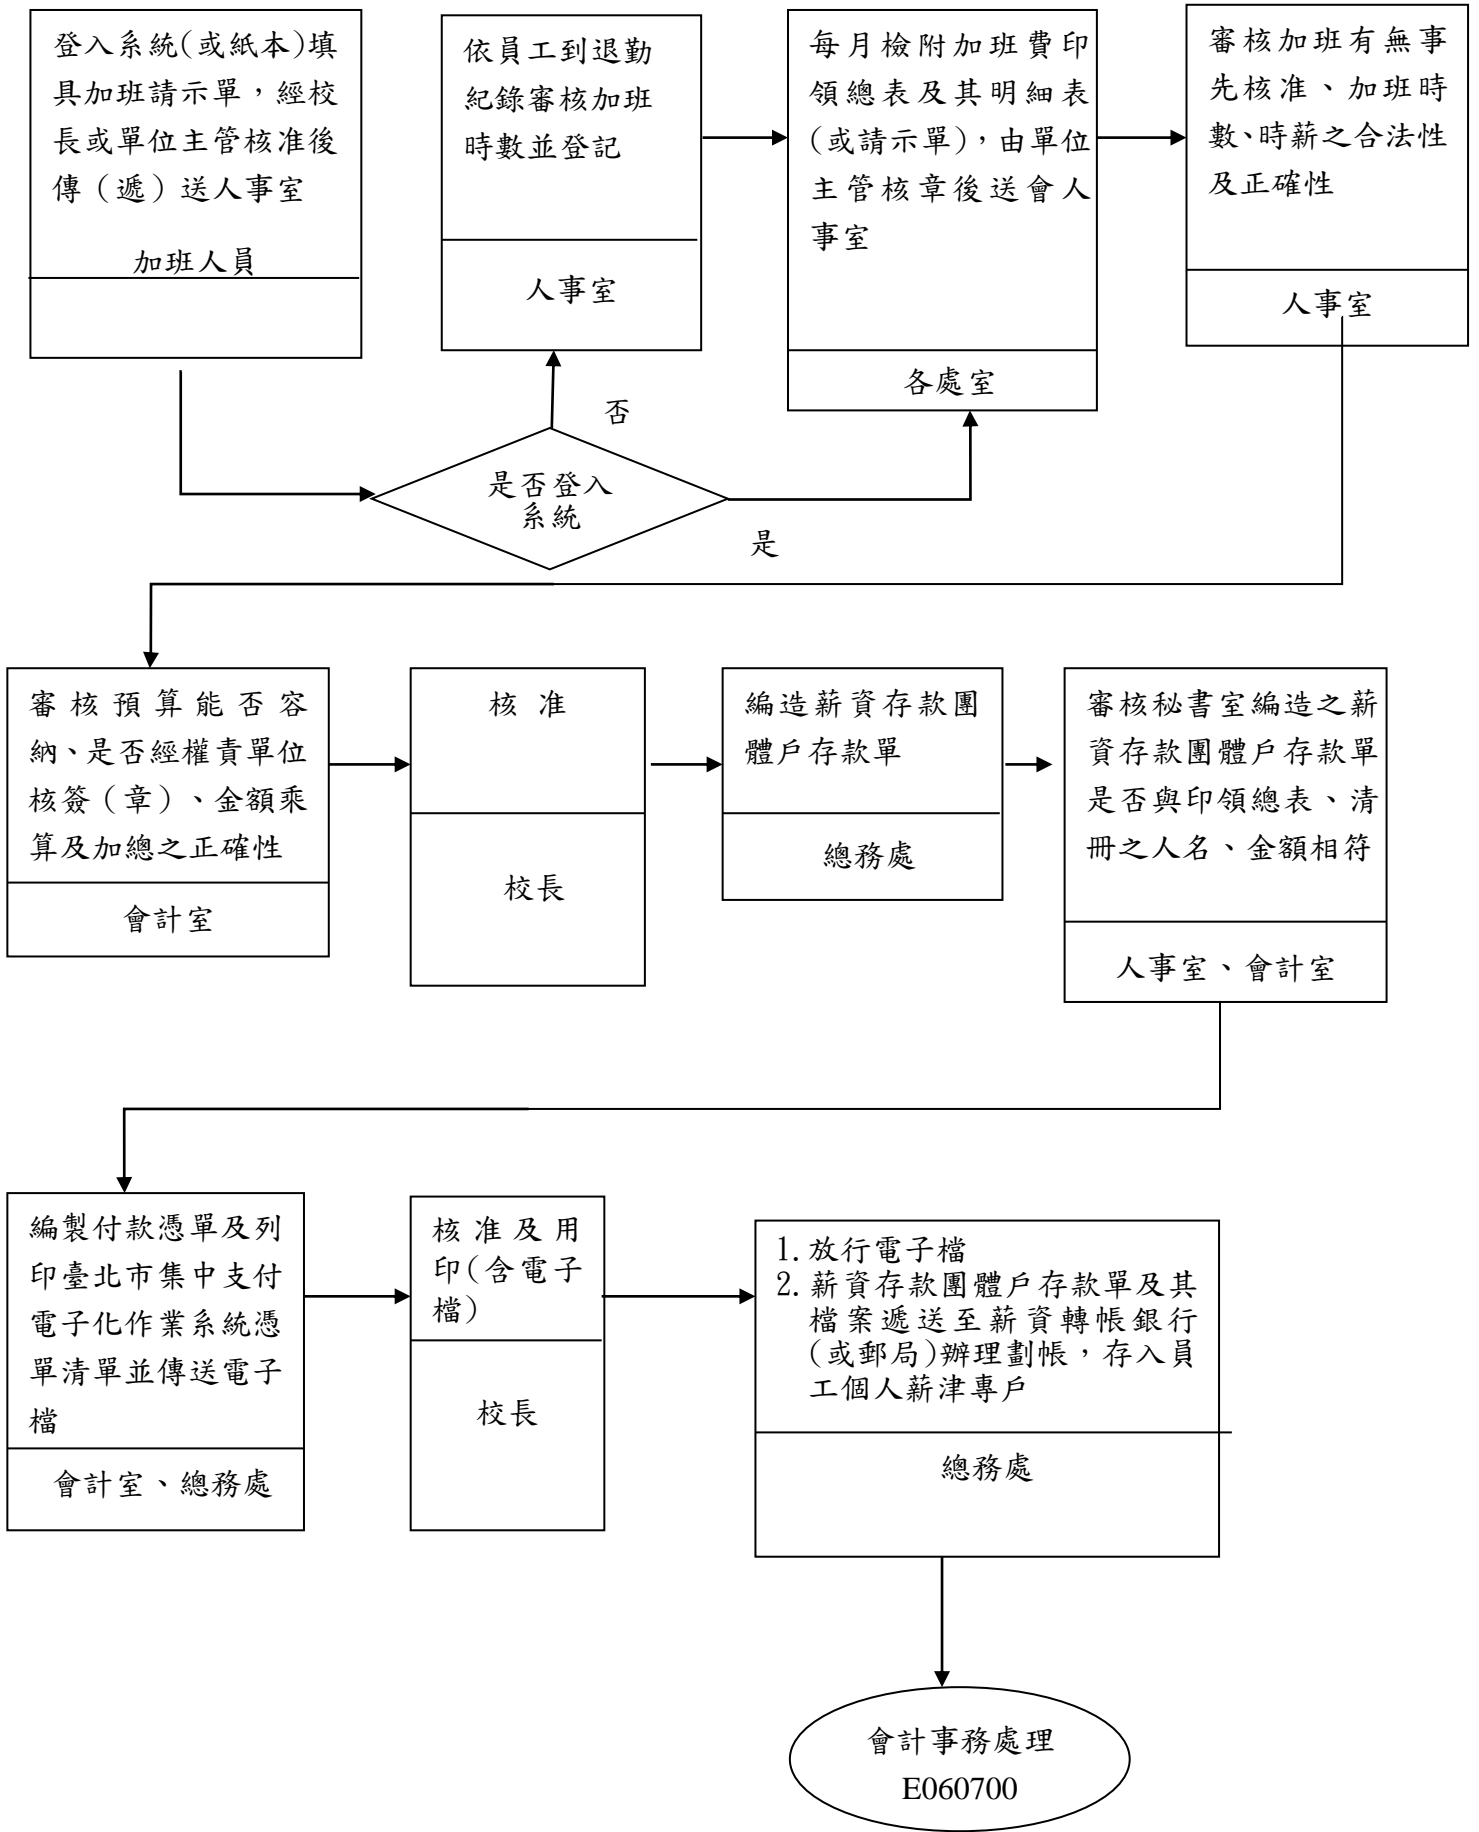 登入系統(或紙本)填
具加班請示單，經校
長或單位主管核准後
傳（遞）送人事室
加班人員
依員工到退勤
紀錄審核加班
時數並登記
人事室
每月檢附加班費印
領總表及其明細表
(或請示單)，由單位
主管核章後送會人
事室
各處室
審核加班有無事
先核准、加班時
數、時薪之合法性
及正確性
人事室
否
是否登入
系統
是
審核預算能否容
納、是否經權責單位
核簽（章）、金額乘
算及加總之正確性
會計室
核准
校長
編造薪資存款團
體戶存款單
總務處
審核秘書室編造之薪
資存款團體戶存款單
是否與印領總表、清
冊之人名、金額相符
人事室、會計室
編製付款憑單及列
印臺北市集中支付
電子化作業系統憑
單清單並傳送電子
檔
會計室、總務處
核准及用
印(含電子
檔)
校長
1.放行電子檔
2.薪資存款團體戶存款單及其
檔案遞送至薪資轉帳銀行
(或郵局)辦理劃帳，存入員
工個人薪津專戶
總務處
會計事務處理
E060700